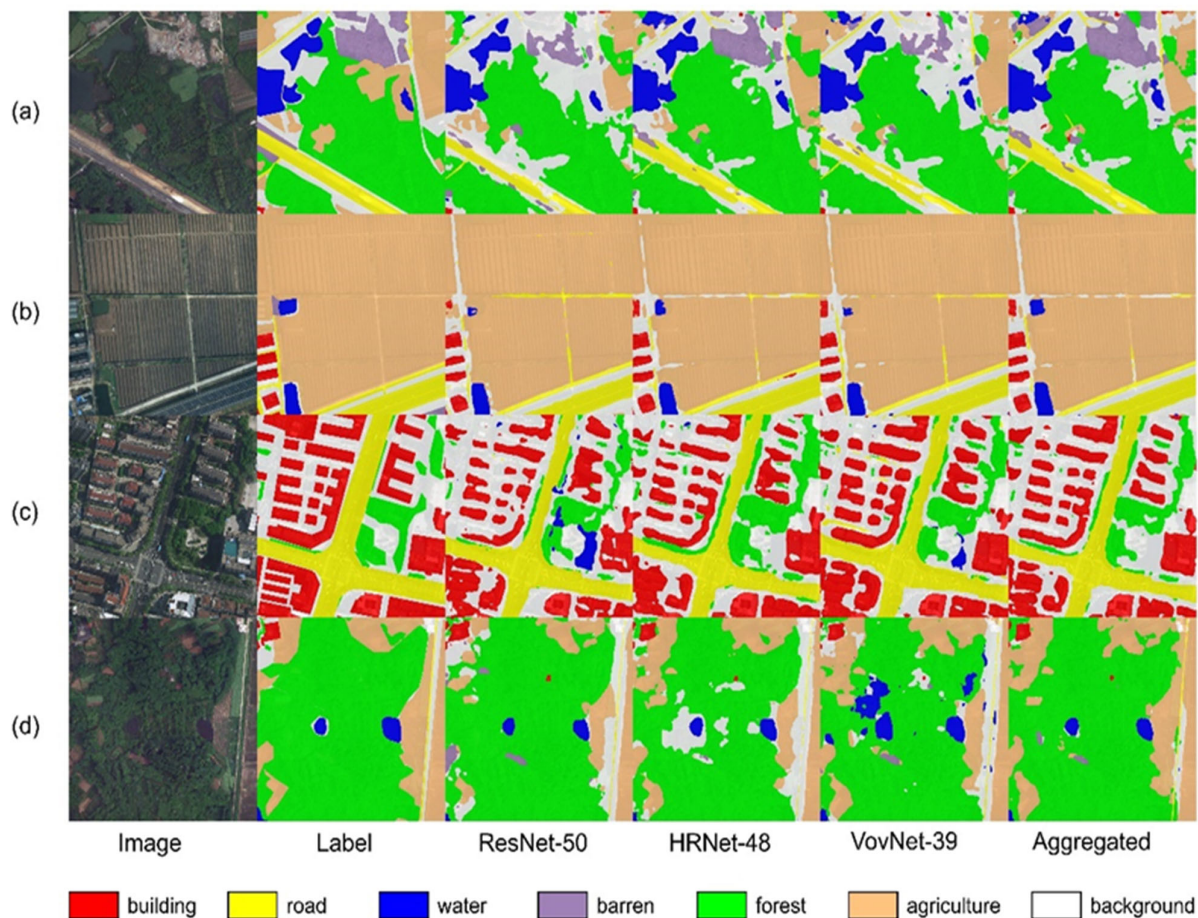 (a)
(b)
(c)
(d)
Image Label ResNet-50 HRNet-48 VovNet-39 Aggregated
building road water barren forest agriculture background